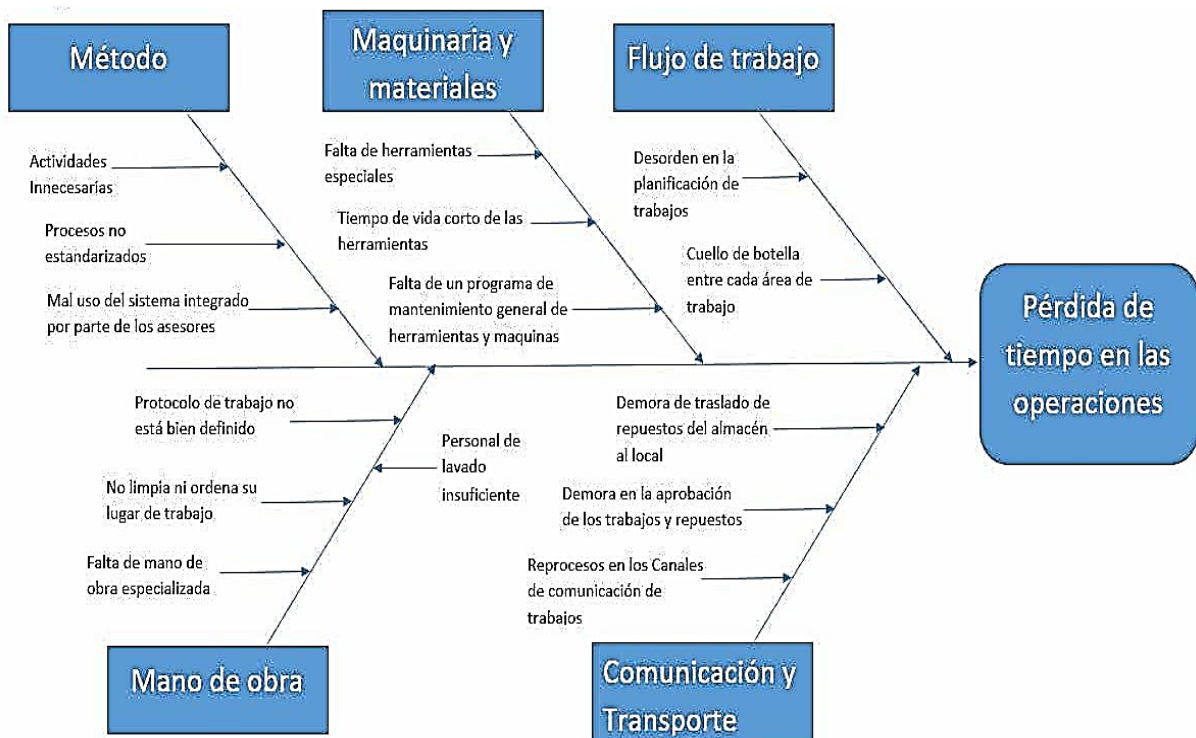 Método
Maquinaria y
materiales
Flujo de trabajo
Actividades
Innecesarías
Procesos no
estandarizados
Mal uso del sistema integrado
por parte de los asesores
Falta de herramientas
especiales
Tiempo de vida corto de las
herramientas
Falta de un programa de
mantenimiento general de
herramientas y maquinas
Desorden en la
planificación de
trabajos
Cuello de botella
entre cada área de
trabajo
Pérdida de
tiempo en las
operaciones
Protocolo de trabajo no
está bien definido
No limpia ni ordena su
lugar de trabajo
Falta de mano de
obra especializada
Personal de
lavado
insuficiente
Demora de traslado de
repuestos del almacén
al local
Demora en la aprobación
de los trabajos y repuestos
Reprocesos en los Canales
de comunicación de
trabajos
Mano de obra
Comunicación y
Transporte